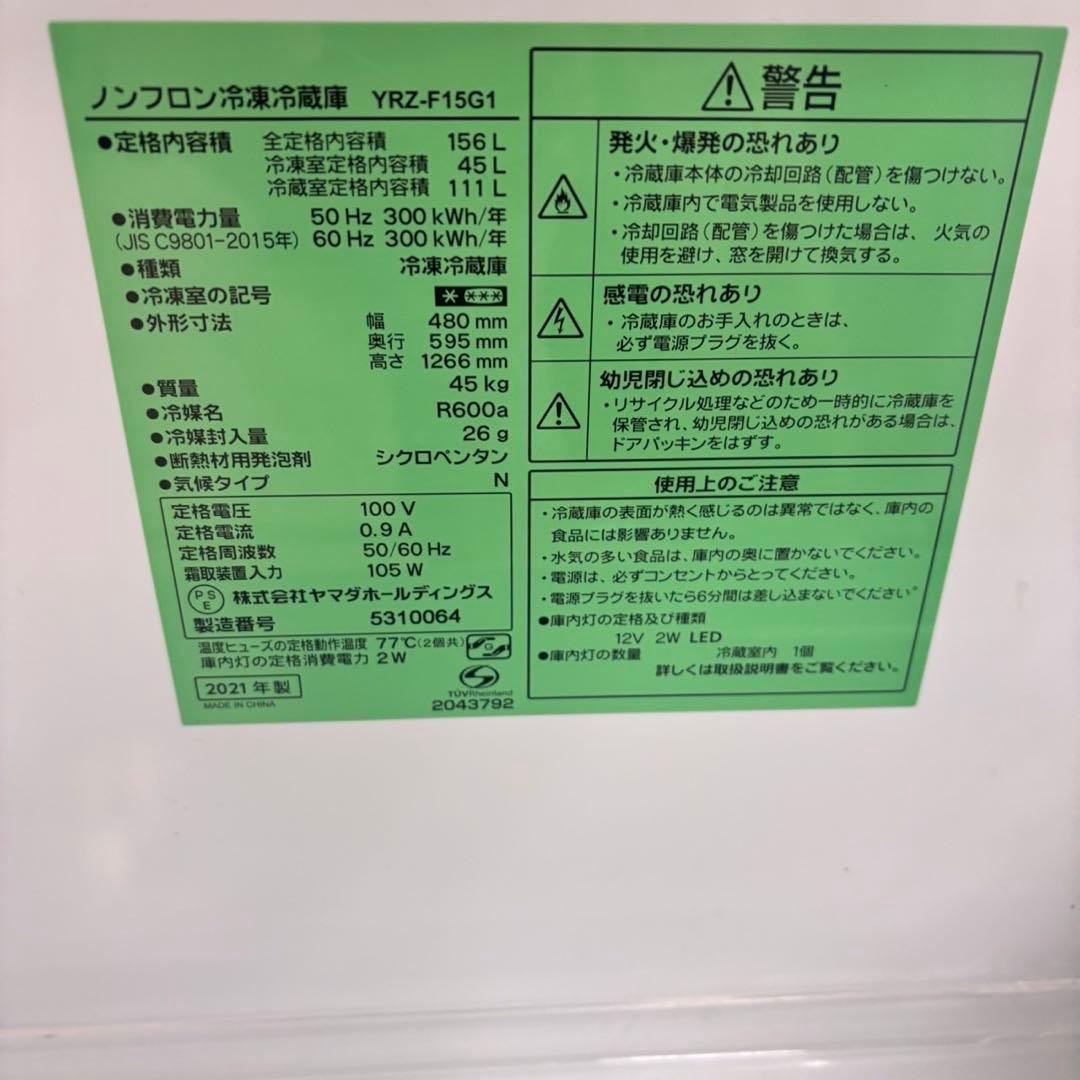 ノンフロン冷凍冷蔵庫 YRZ-F15G1
●定格内容積 全定格内容積 156 L
冷凍室定格内容積 45 L
冷蔵室定格内容積 111 L
●消費電力量 50 Hz 300 kWh/年
(JIS C9801-2015年) 60 Hz 300 kWh/年
●種類 冷凍冷蔵庫
●冷凍室の記号
●外形寸法 幅 480 mm
奥行 595 mm
高さ 1266 mm
●質量 45 kg
●冷媒名 R600a
●冷媒封入量 26 g
●断熱材用発泡剤 シクロペンタン
●気候タイプ N
定格電圧 100 V
定格電流 0.9 A
定格周波数 50/60 Hz
霜取装置入力 105 W
PSE 株式会社ヤマダホールディングス
製造番号 5310064
温度ヒューズの定格動作温度 77℃(2個共)
庫内灯の定格消費電力 2 W
2021 年製
MADE IN CHINA
TÜVRheinland
2043792
警告
発火・爆発の恐れあり
・冷蔵庫本体の冷却回路(配管)を傷つけない。
・冷蔵庫内で電気製品を使用しない。
・冷却回路(配管)を傷つけた場合は、火気の
使用を避け、窓を開けて換気する。
感電の恐れあり
・冷蔵庫のお手入れのときは、
必ず電源プラグを抜く。
幼児閉じ込めの恐れあり
・リサイクル処理などのため一時的に冷蔵庫を
保管され、幼児閉じ込めの恐れがある場合は、
ドアパッキンをはずす。
使用上のご注意
・冷蔵庫の表面が熱く感じるのは異常ではなく、庫内の
食品には影響ありません。
・水気の多い食品は、庫内の奥に置かないでください。
・電源は、必ずコンセントからとってください。
・電源プラグを抜いたら6分間は差し込まないでください。
●庫内灯の定格及び種類
12V 2W LED
●庫内灯の数量 冷蔵室内 1個
詳しくは取扱説明書をご覧ください。